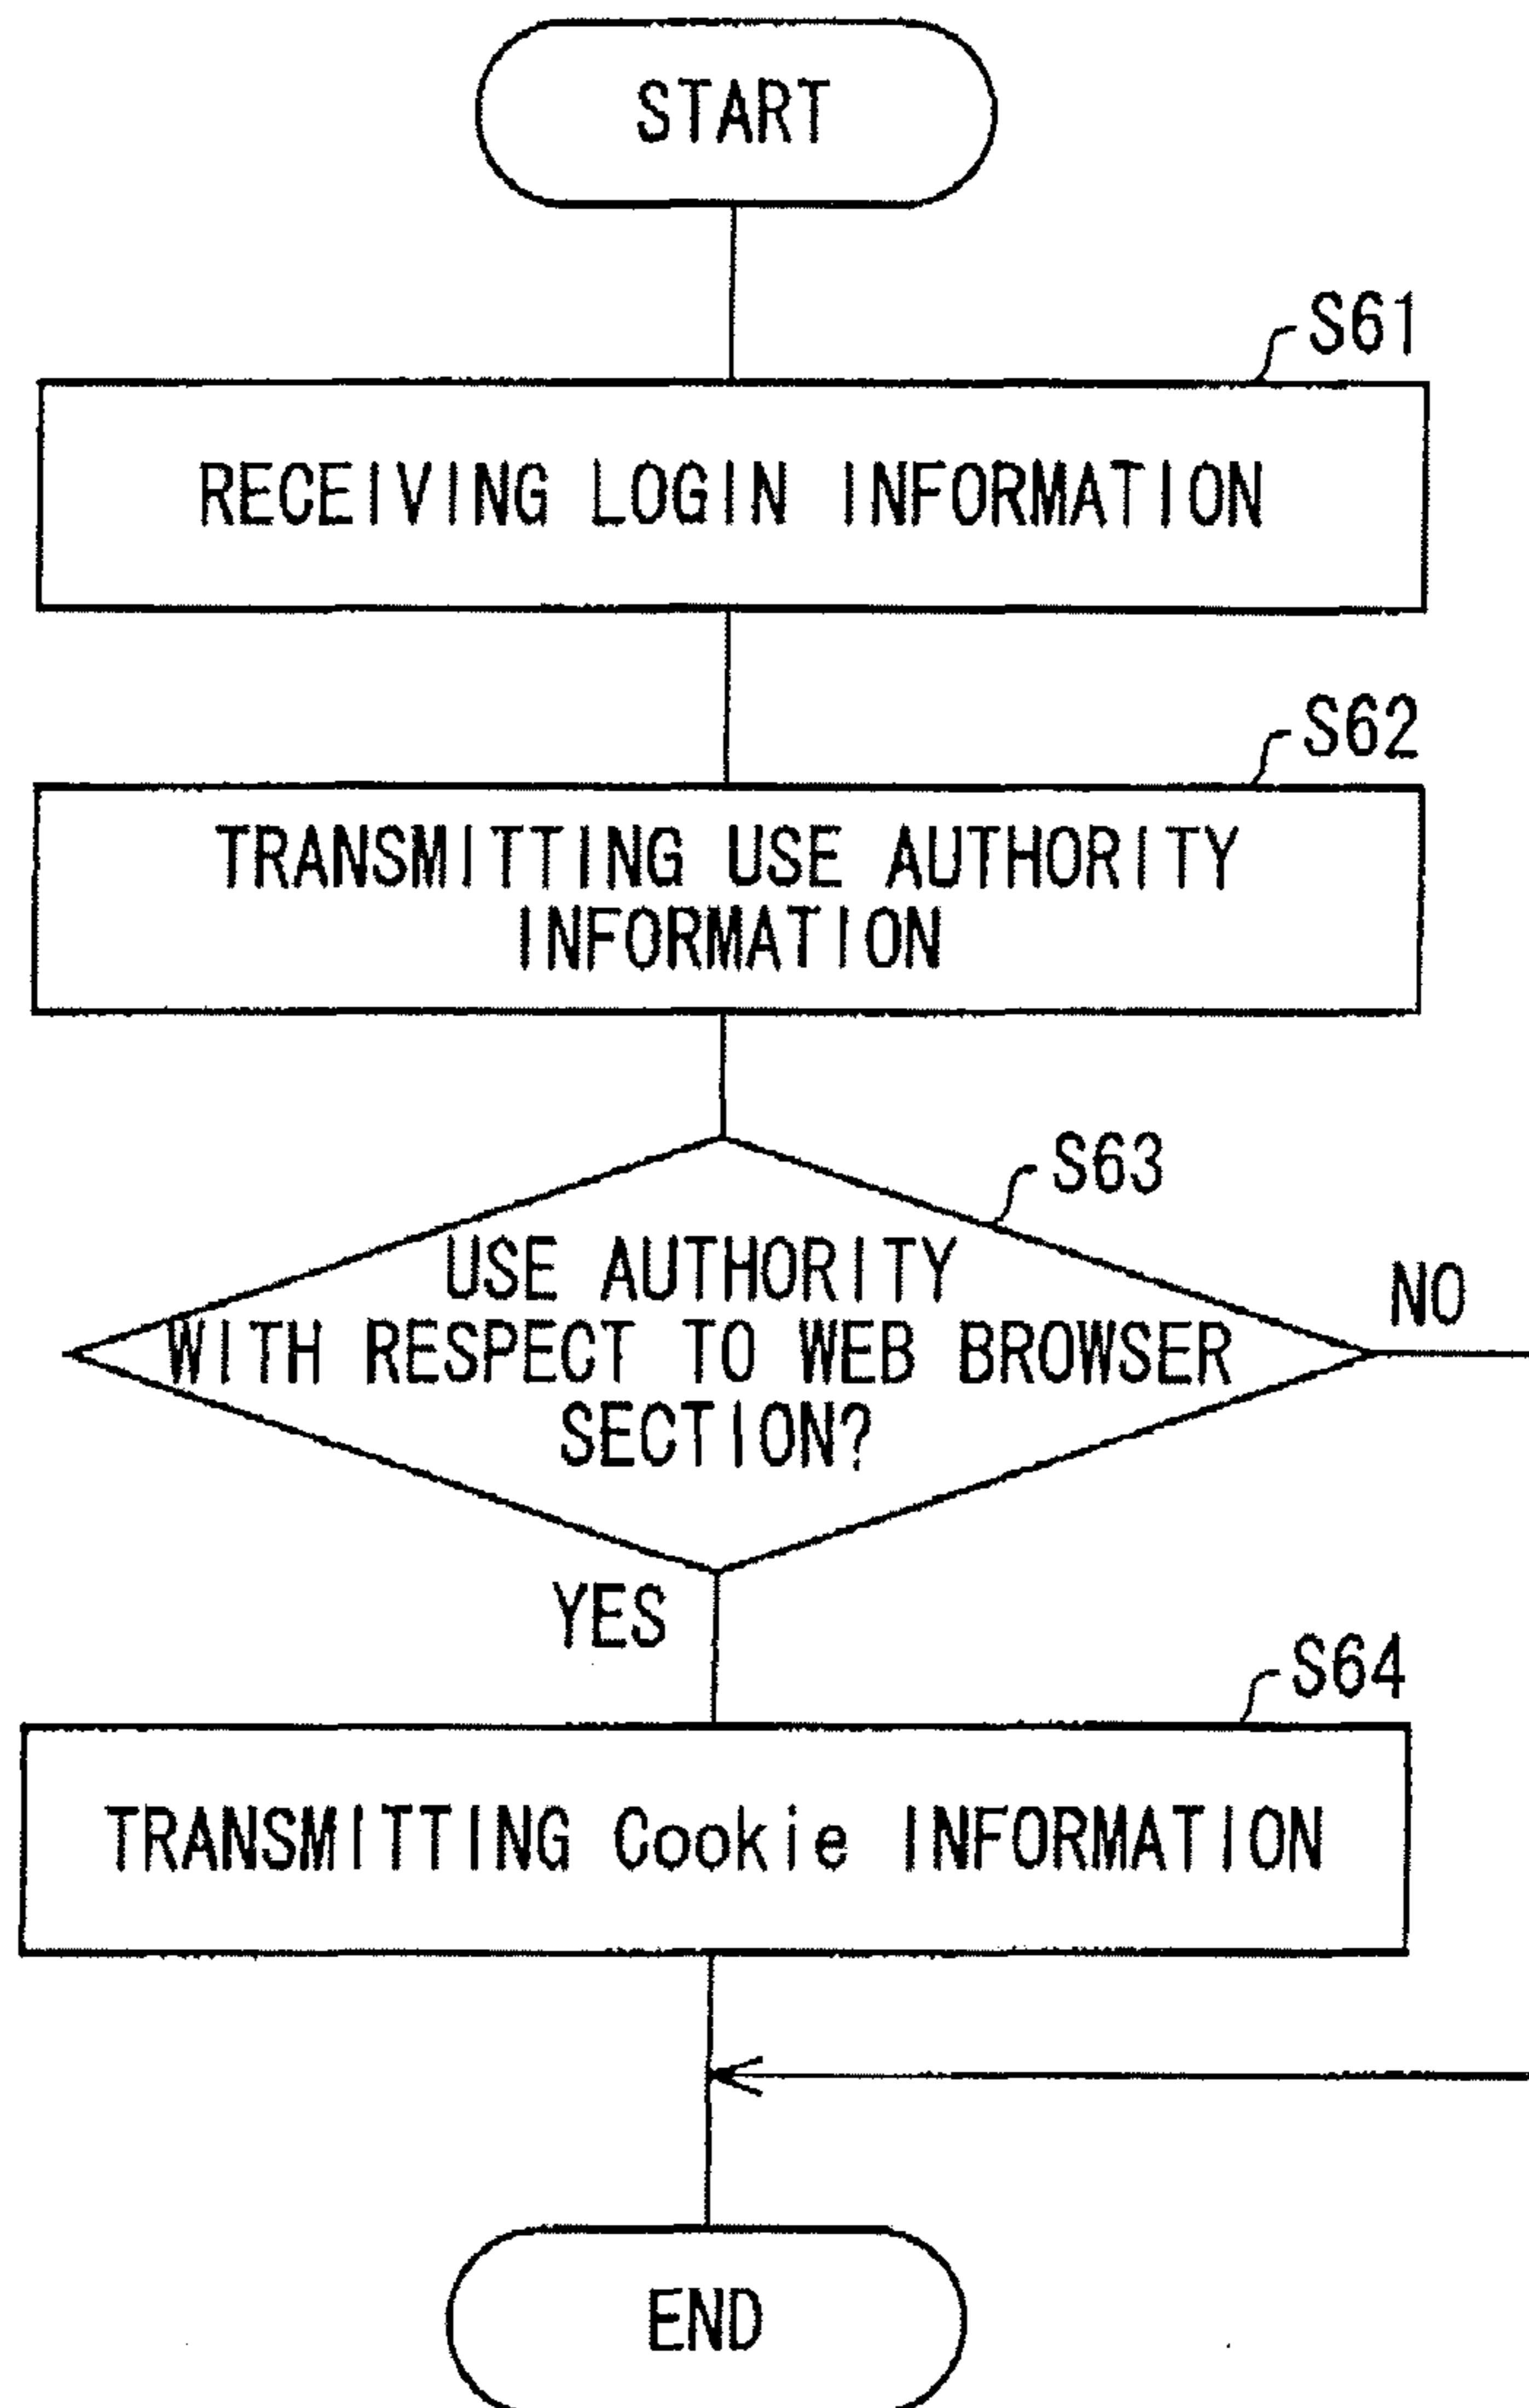 START
S61
RECEIVING LOGIN INFORMATION
S62
TRANSMITTING USE AUTHORITY
INFORMATION
S63
USE AUTHORITY
WITH RESPECT TO WEB BROWSER
SECTION?
NO
YES
S64
TRANSMITTING Cookie INFORMATION
END